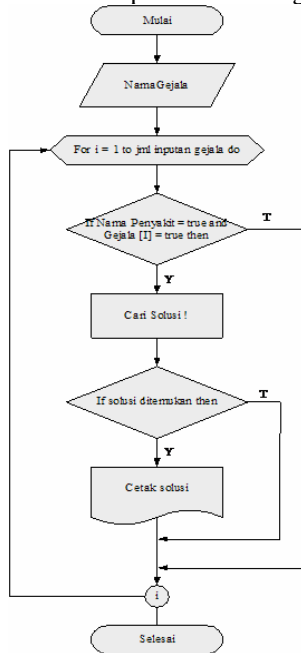 Mulai
NamaGejala
For i = 1 to jml inputan gejala do
If Nama Penyakit = true and
Gejala [I] = true then
T
Y
Cari Solusi !
If solusi ditemukan then
T
Y
Cetak solusi
i
Selesai